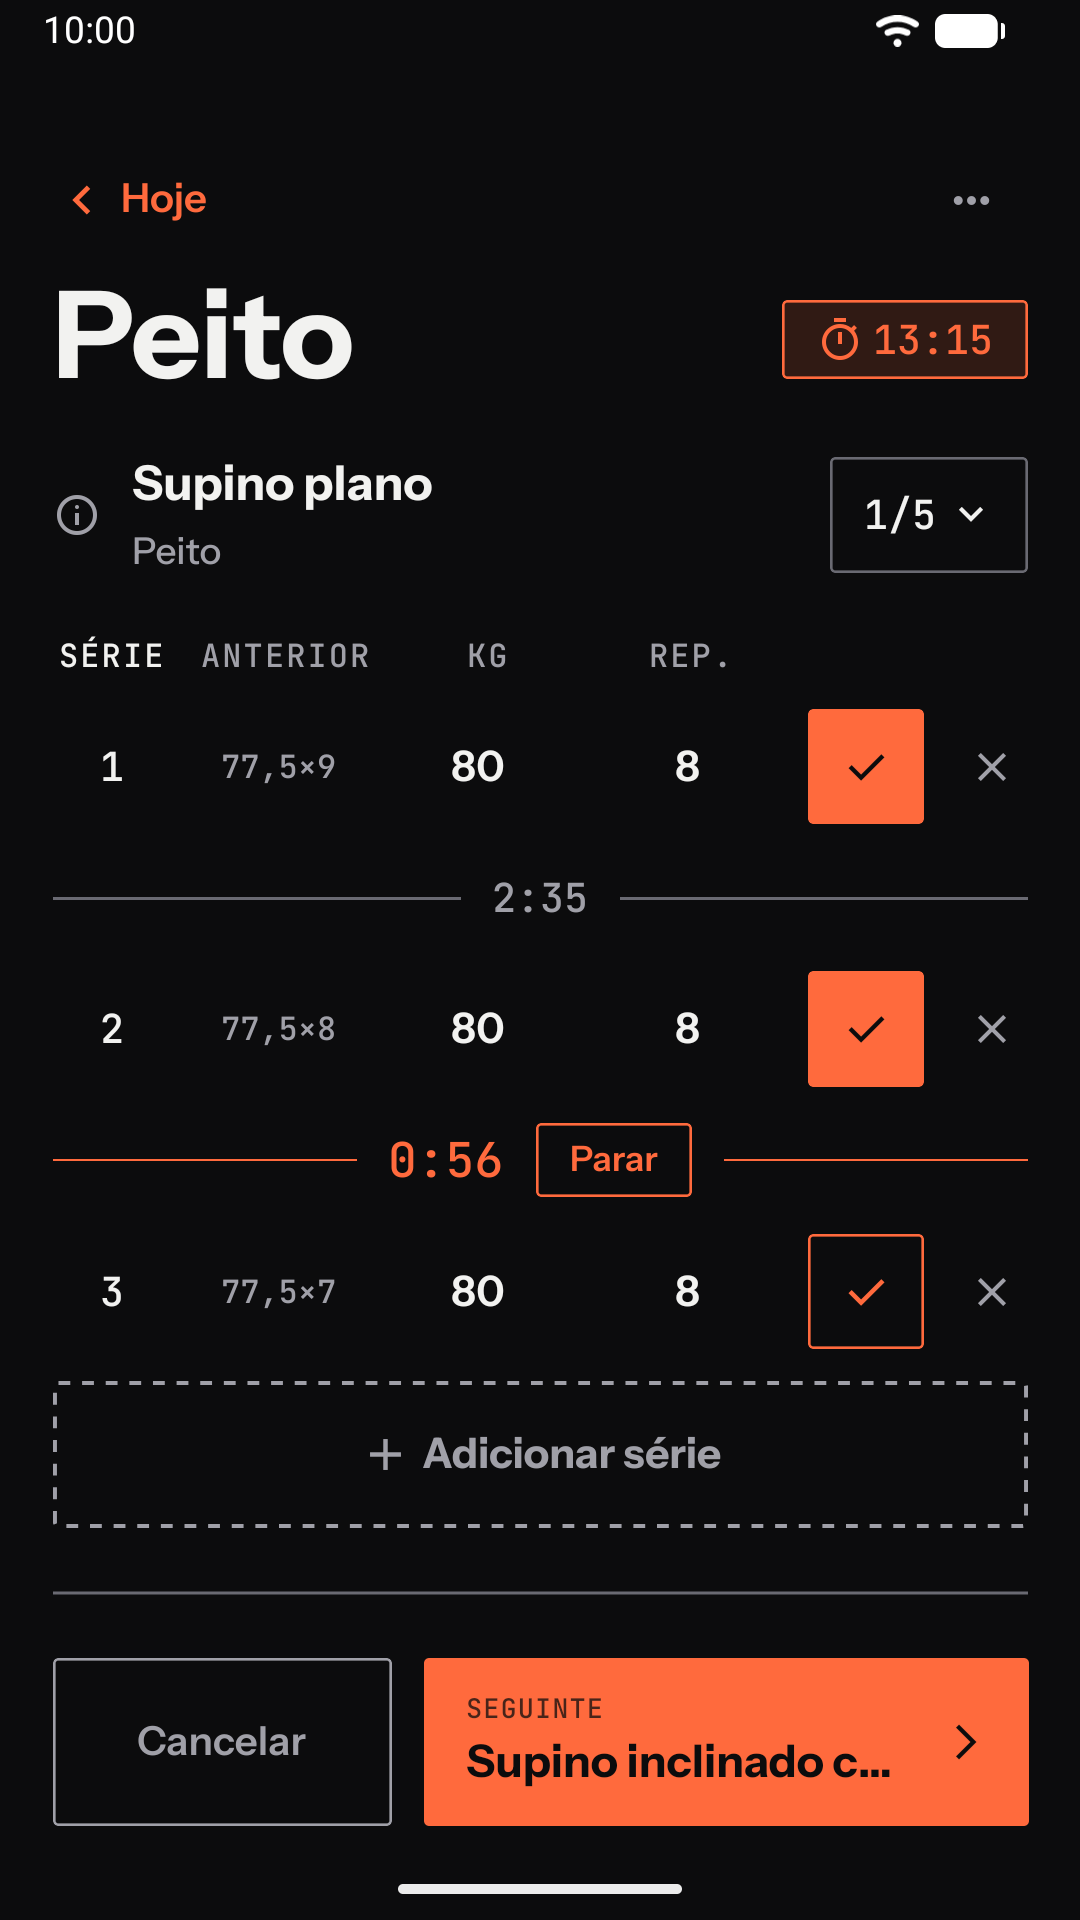 10:00
Hoje
Peito
13:15
Supino plano
Peito
1/5
SÉRIE ANTERIOR KG REP.
1 77,5×9 80 8
2:35
2 77,5×8 80 8
0:56 Parar
3 77,5×7 80 8
+ Adicionar série
Cancelar
SEGUINTE
Supino inclinado c...